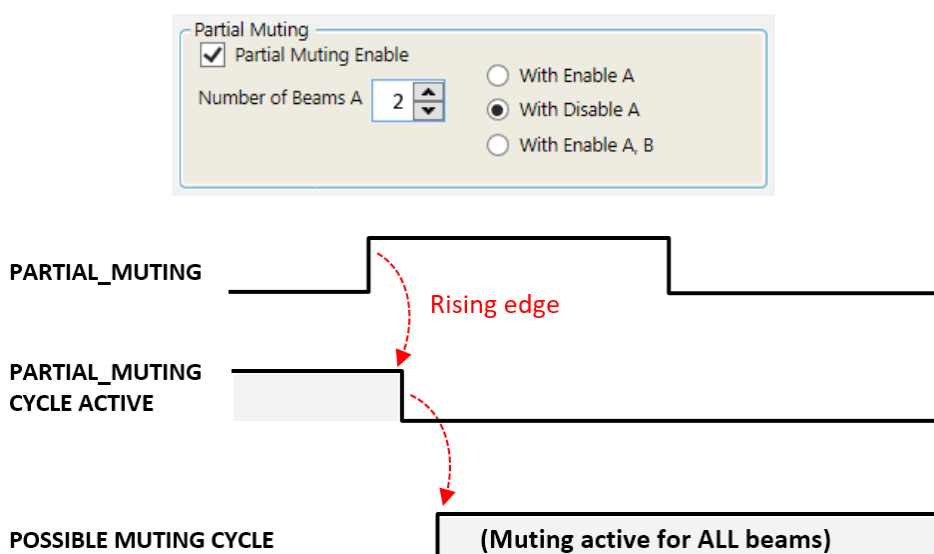 Partial Muting
Partial Muting Enable
With Enable A
Number of Beams A
2
With Disable A
With Enable A, B
PARTIAL_MUTING
Rising edge
PARTIAL_MUTING
CYCLE ACTIVE
POSSIBLE MUTING CYCLE
(Muting active for ALL beams)